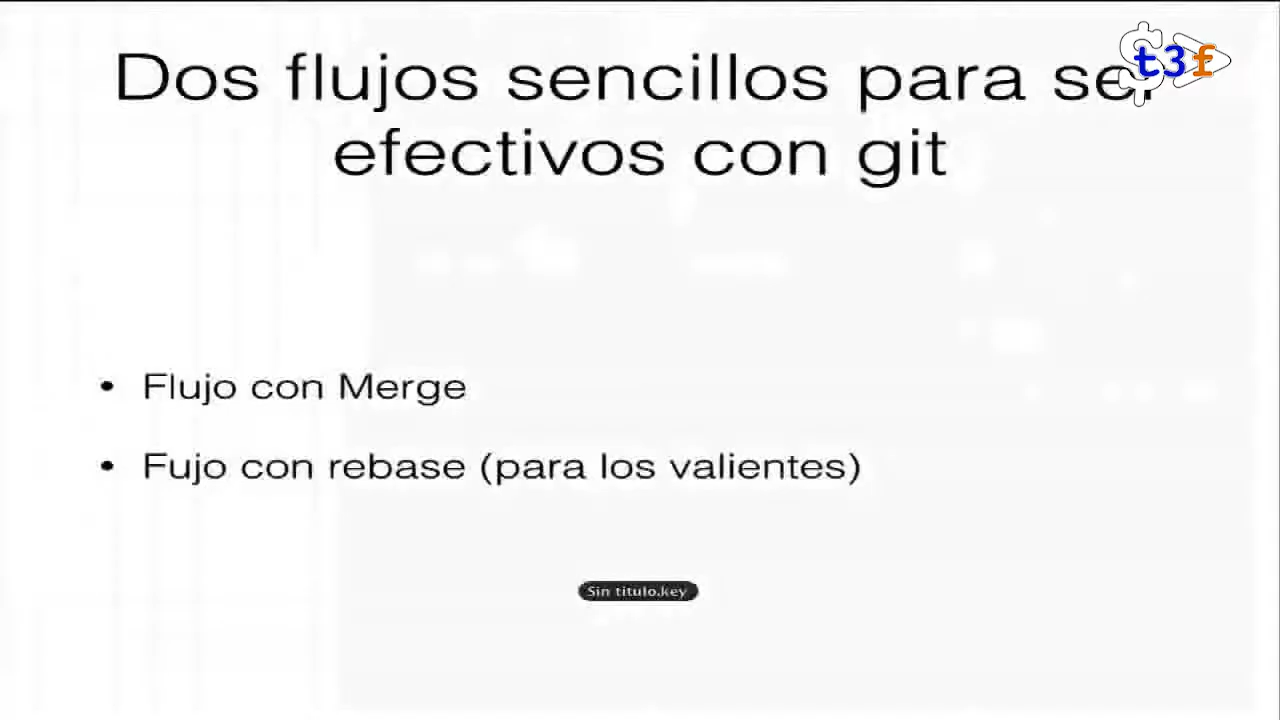 Dos flujos sencillos para ser
efectivos con git
t3f
• Flujo con Merge
• Fujo con rebase (para los valientes)
Sin titulo.key